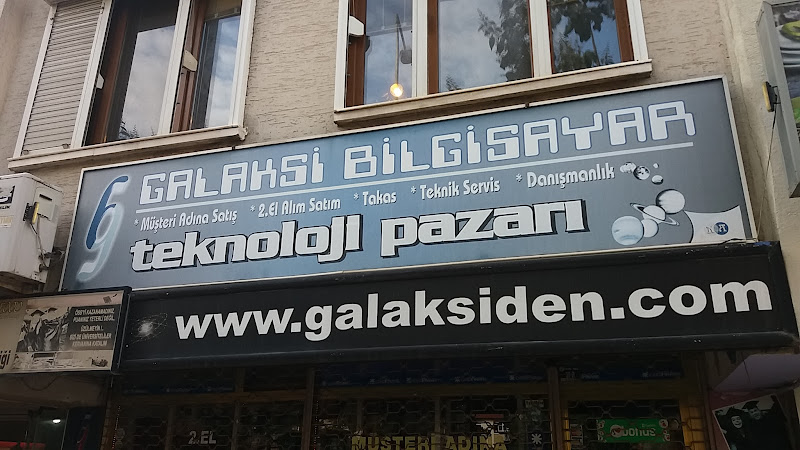 GALAKSİ BİLGİSAYAR
* Müşteri Adına Satış * 2.El Alım Satım * Takas * Teknik Servis * Danışmanlık
teknoloji pazarı
www.galaksiden.com
2.EL
MÜŞTERİ ADINA
bonus